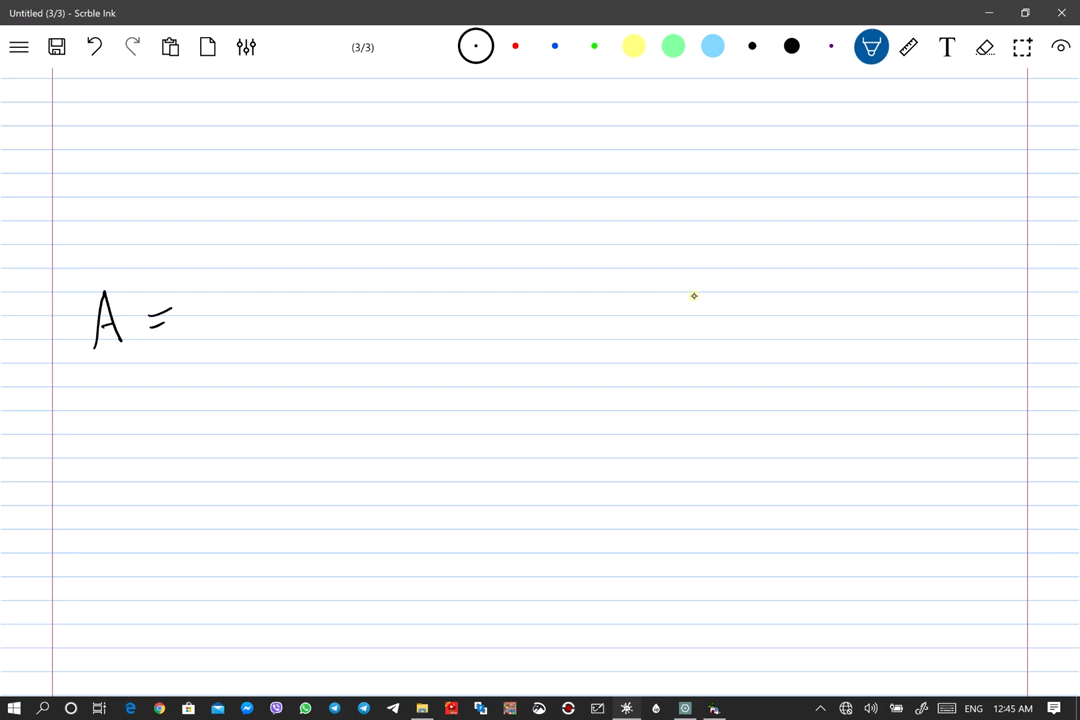 Untitled (3/3) - Scrble Ink
(3/3)
T
A =
ENG 12:45 AM